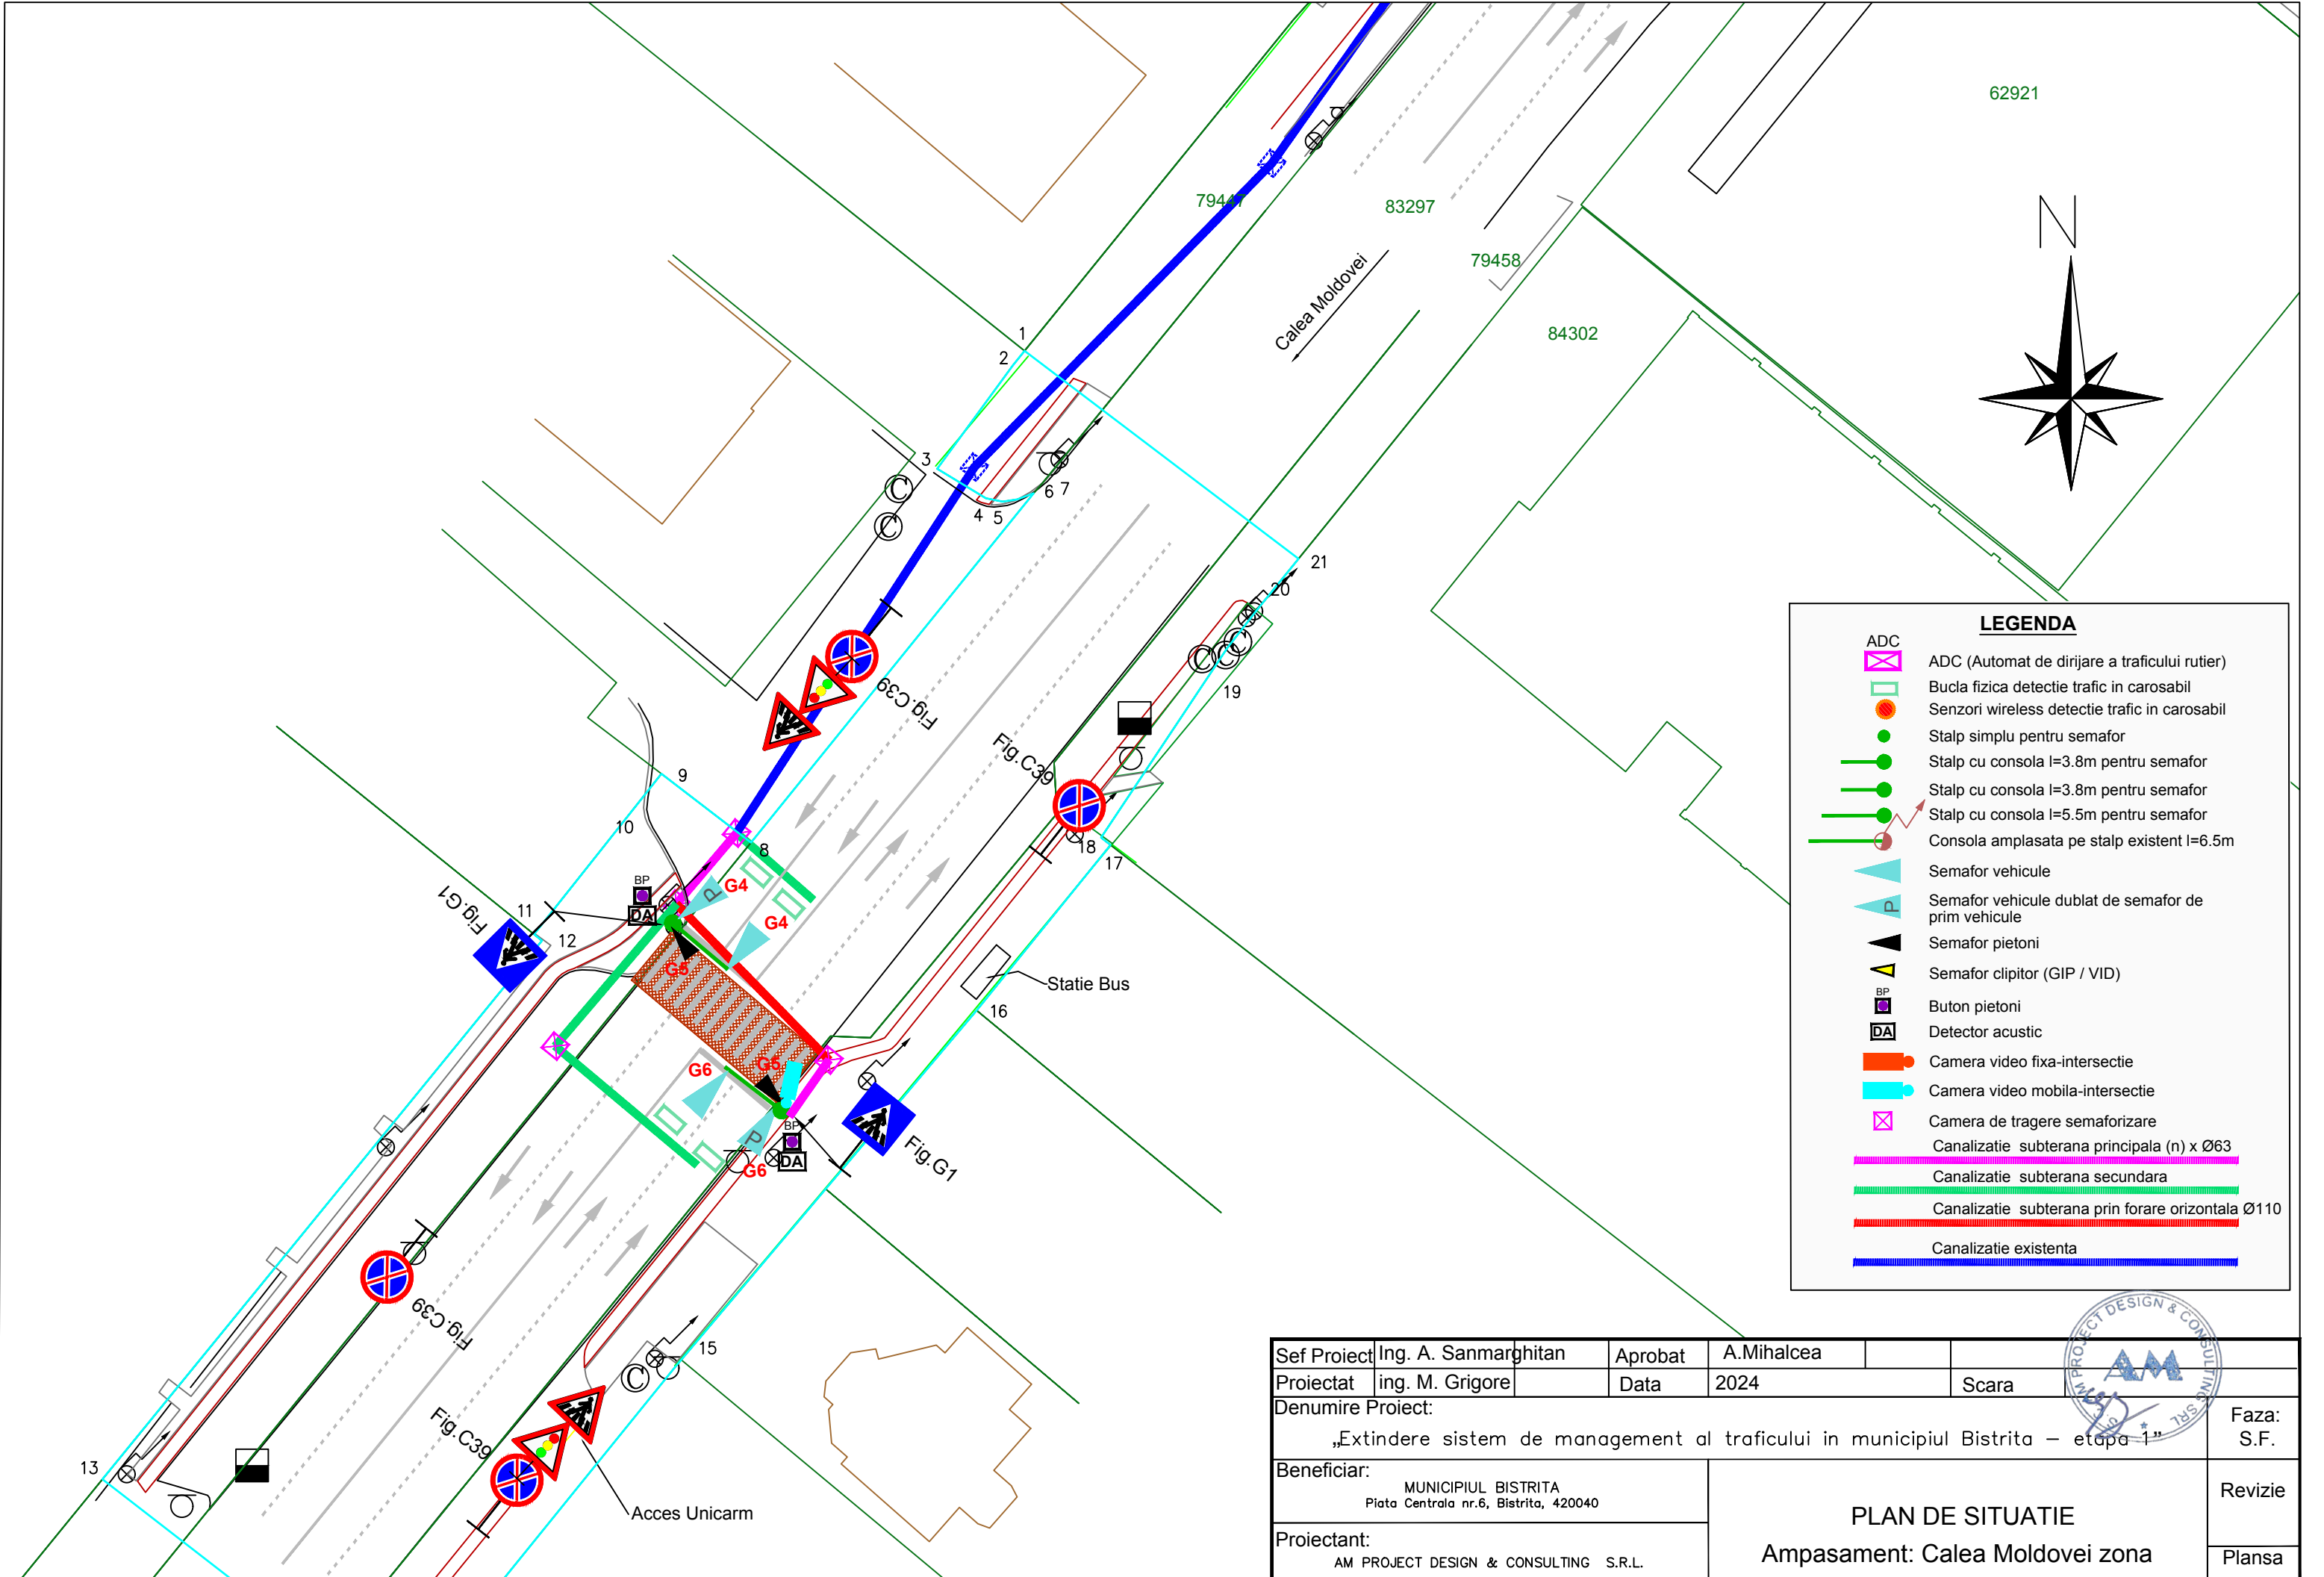 62921
79447
83297
79458
84302
Calea Moldovei
N
1
2
3
4
5
6
7
21
20
19
18
17
16
15
13
12
11
10
9
8
C
C
C
C
C
C
Fig.C39
Fig.C39
Fig.C39
Fig.C39
Fig.G1
Fig.G1
BP
DA
P
G4
G4
G5
G5
G6
G6
P
BP
DA
Statie Bus
Acces Unicarm
LEGENDA
ADC
ADC (Automat de dirijare a traficului rutier)
Bucla fizica detectie trafic in carosabil
Senzori wireless detectie trafic in carosabil
Stalp simplu pentru semafor
Stalp cu consola l=3.8m pentru semafor
Stalp cu consola l=3.8m pentru semafor
Stalp cu consola l=5.5m pentru semafor
Consola amplasata pe stalp existent l=6.5m
Semafor vehicule
P
Semafor vehicule dublat de semafor de
prim vehicule
Semafor pietoni
Semafor clipitor (GIP / VID)
BP
Buton pietoni
DA
Detector acustic
Camera video fixa-intersectie
Camera video mobila-intersectie
Camera de tragere semaforizare
Canalizatie subterana principala (n) x Ø63
Canalizatie subterana secundara
Canalizatie subterana prin forare orizontala Ø110
Canalizatie existenta
Sef Proiect Ing. A. Sanmarghitan Aprobat A.Mihalcea
Proiectat ing. M. Grigore Data 2024 Scara
Denumire Proiect:
„Extindere sistem de management al traficului in municipiul Bistrita – etapa 1”
Faza:
S.F.
Beneficiar:
MUNICIPIUL BISTRITA
Piata Centrala nr.6, Bistrita, 420040
Proiectant:
AM PROJECT DESIGN & CONSULTING S.R.L.
PLAN DE SITUATIE
Ampasament: Calea Moldovei zona
Revizie
Plansa
AM PROJECT DESIGN & CONSULTING SRL
AM